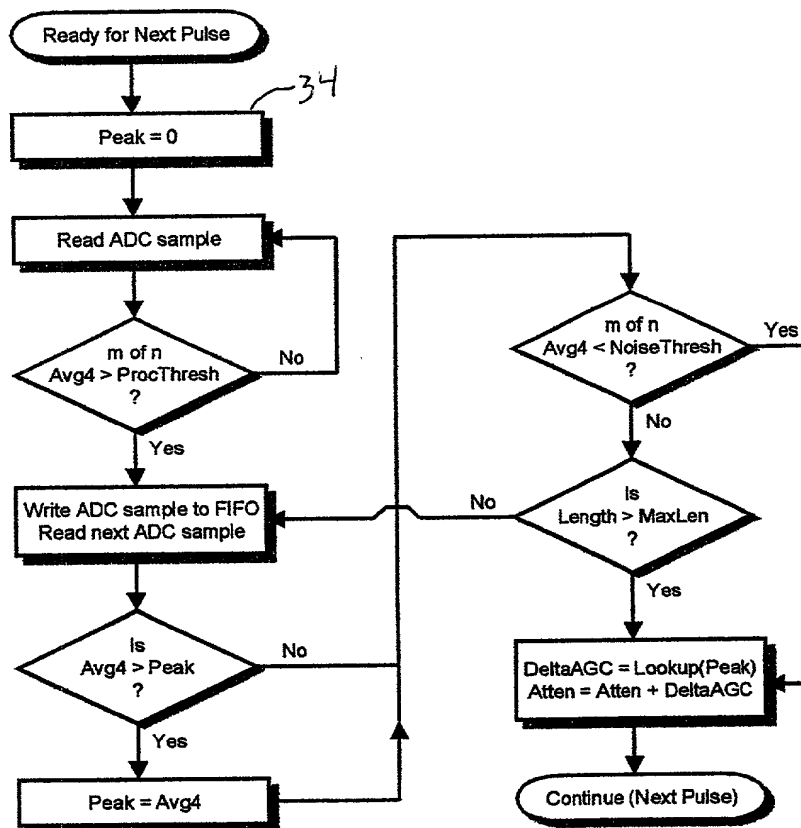 Ready for Next Pulse
34
Peak = 0
Read ADC sample
m of n
Avg4 > ProcThresh
?
No
Yes
Write ADC sample to FIFO
Read next ADC sample
Is
Avg4 > Peak
?
No
Yes
Peak = Avg4
m of n
Avg4 < NoiseThresh
?
Yes
No
Is
Length > MaxLen
?
No
Yes
DeltaAGC = Lookup(Peak)
Atten = Atten + DeltaAGC
Continue (Next Pulse)